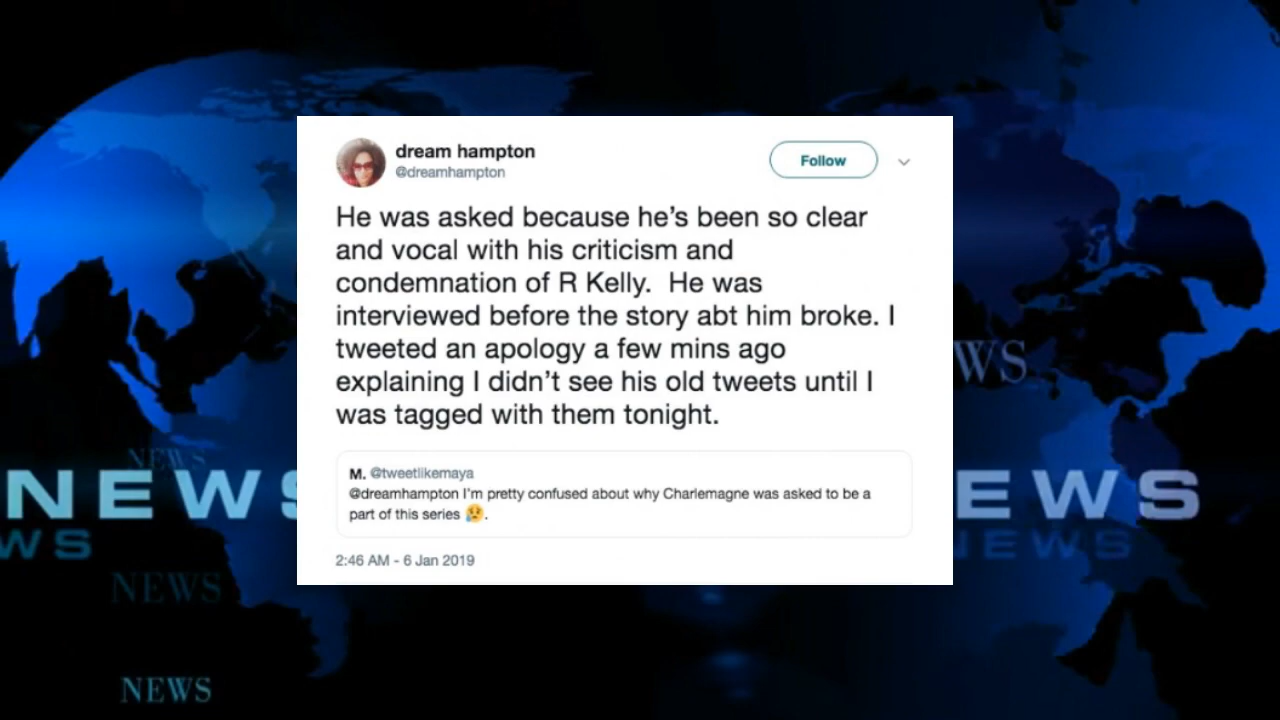 dream hampton
@dreamhampton
Follow
He was asked because he's been so clear
and vocal with his criticism and
condemnation of R Kelly.  He was
interviewed before the story abt him broke. I
tweeted an apology a few mins ago
explaining I didn't see his old tweets until I
was tagged with them tonight.
M. @tweetlikemaya
@dreamhampton I'm pretty confused about why Charlemagne was asked to be a
part of this series 😥.
2:46 AM - 6 Jan 2019
WS
NEWS
NEWS
EWS
WS
NEWS
NEWS
NEWS